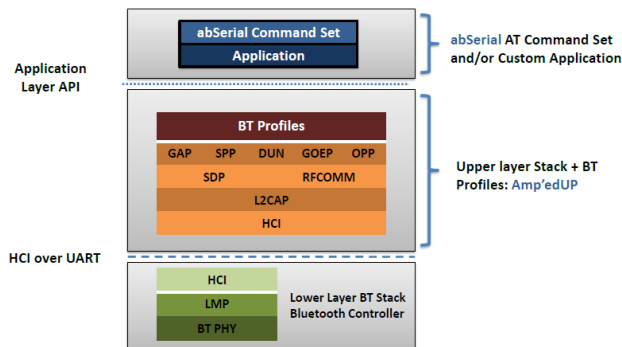 abSerial Command Set
Application
abSerial AT Command Set
and/or Custom Application
Application
Layer API
BT Profiles
GAP SPP DUN GOEP OPP
SDP RFCOMM
L2CAP
HCI
Upper layer Stack + BT
Profiles: Amp'edUP
HCI over UART
HCI
LMP
BT PHY
Lower Layer BT Stack
Bluetooth Controller